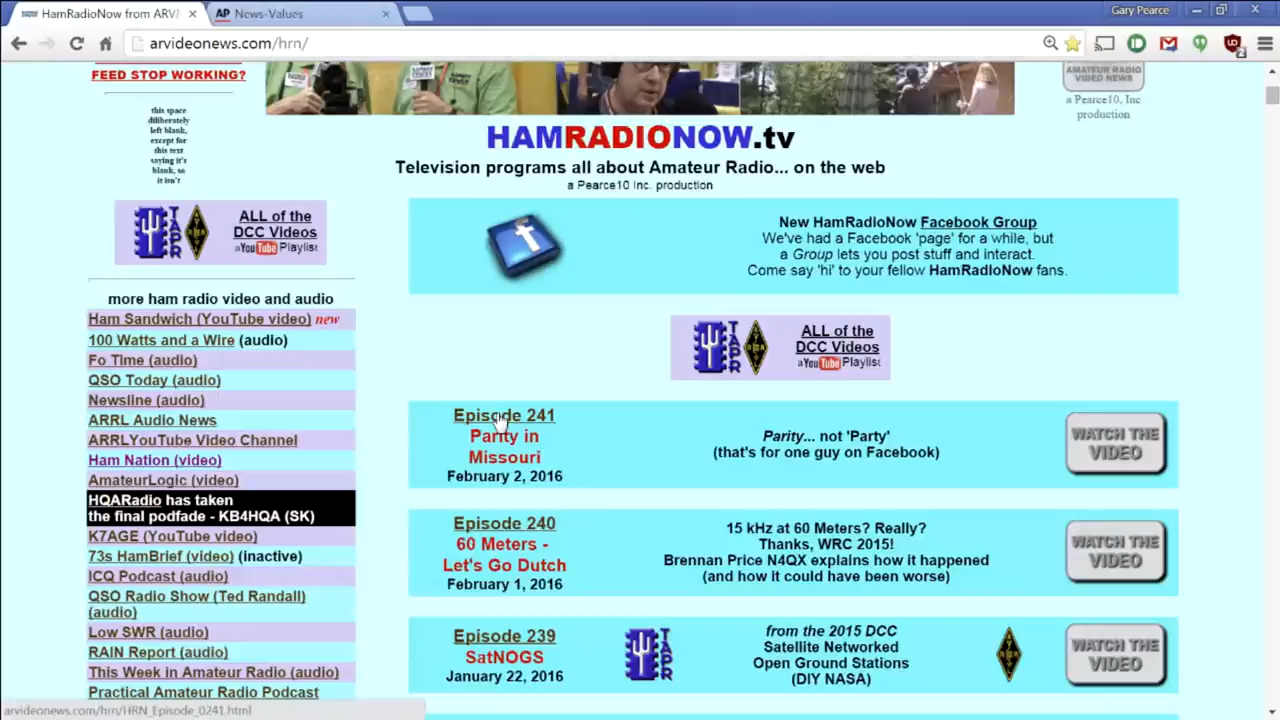 HamRadioNow from ARV
AP News-Values
Gary Pearce
arvideonews.com/hrn/
2
FEED STOP WORKING?
this space
deliberately
left blank,
except for
this text
saying it's
blank, so
it isn't
TAPR
ALL of the
DCC Videos
a YouTube Playlist
more ham radio video and audio
Ham Sandwich (YouTube video) new
100 Watts and a Wire (audio)
Fo Time (audio)
QSO Today (audio)
Newsline (audio)
ARRL Audio News
ARRLYouTube Video Channel
Ham Nation (video)
AmateurLogic (video)
HQARadio has taken
the final podfade - KB4HQA (SK)
K7AGE (YouTube video)
73s HamBrief (video) (inactive)
ICQ Podcast (audio)
QSO Radio Show (Ted Randall)
(audio)
Low SWR (audio)
RAIN Report (audio)
This Week in Amateur Radio (audio)
Practical Amateur Radio Podcast
AMATEUR RADIO
VIDEO NEWS
a Pearce10, Inc
production
HAMRADIONOW.tv
Television programs all about Amateur Radio... on the web
a Pearce10 Inc. production
New HamRadioNow Facebook Group
We've had a Facebook 'page' for a while, but
a Group lets you post stuff and interact.
Come say 'hi' to your fellow HamRadioNow fans.
TAPR
ALL of the
DCC Videos
a YouTube Playlist
Episode 241
Parity in
Missouri
February 2, 2016
Parity... not 'Party'
(that's for one guy on Facebook)
WATCH THE
VIDEO
Episode 240
60 Meters -
Let's Go Dutch
February 1, 2016
15 kHz at 60 Meters? Really?
Thanks, WRC 2015!
Brennan Price N4QX explains how it happened
(and how it could have been worse)
WATCH THE
VIDEO
Episode 239
SatNOGS
January 22, 2016
TAPR
from the 2015 DCC
Satellite Networked
Open Ground Stations
(DIY NASA)
WATCH THE
VIDEO
arvideonews.com/hrn/HRN_Episode_0241.html